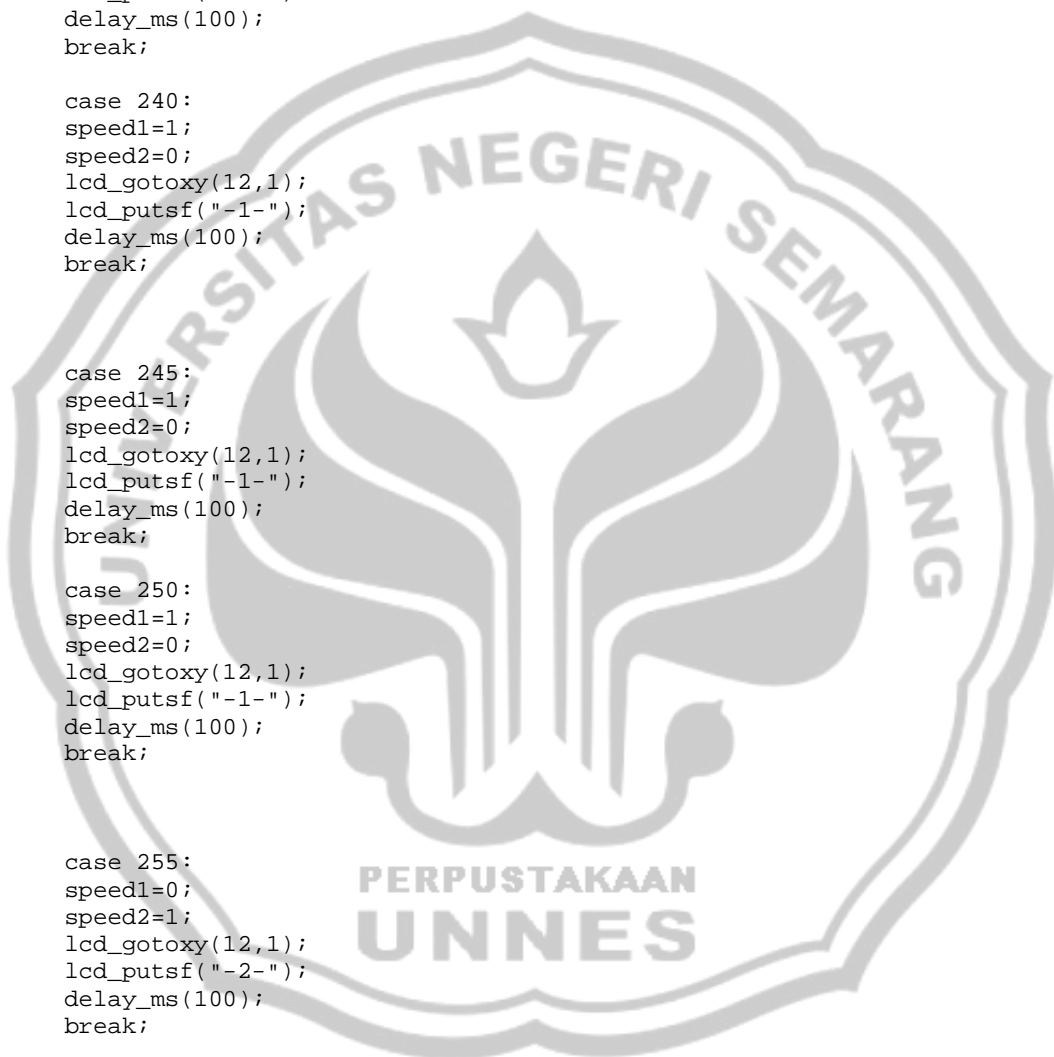 delay_ms(100);
break;
case 240:
speed1=1;
speed2=0;
lcd_gotoxy(12,1);
lcd_putsf("-1-");
delay_ms(100);
break;
case 245:
speed1=1;
speed2=0;
lcd_gotoxy(12,1);
lcd_putsf("-1-");
delay_ms(100);
break;
case 250:
speed1=1;
speed2=0;
lcd_gotoxy(12,1);
lcd_putsf("-1-");
delay_ms(100);
break;
case 255:
speed1=0;
speed2=1;
lcd_gotoxy(12,1);
lcd_putsf("-2-");
delay_ms(100);
break;
UNIVERSITAS NEGERI SEMARANG
PERPUSTAKAAN
UNNES